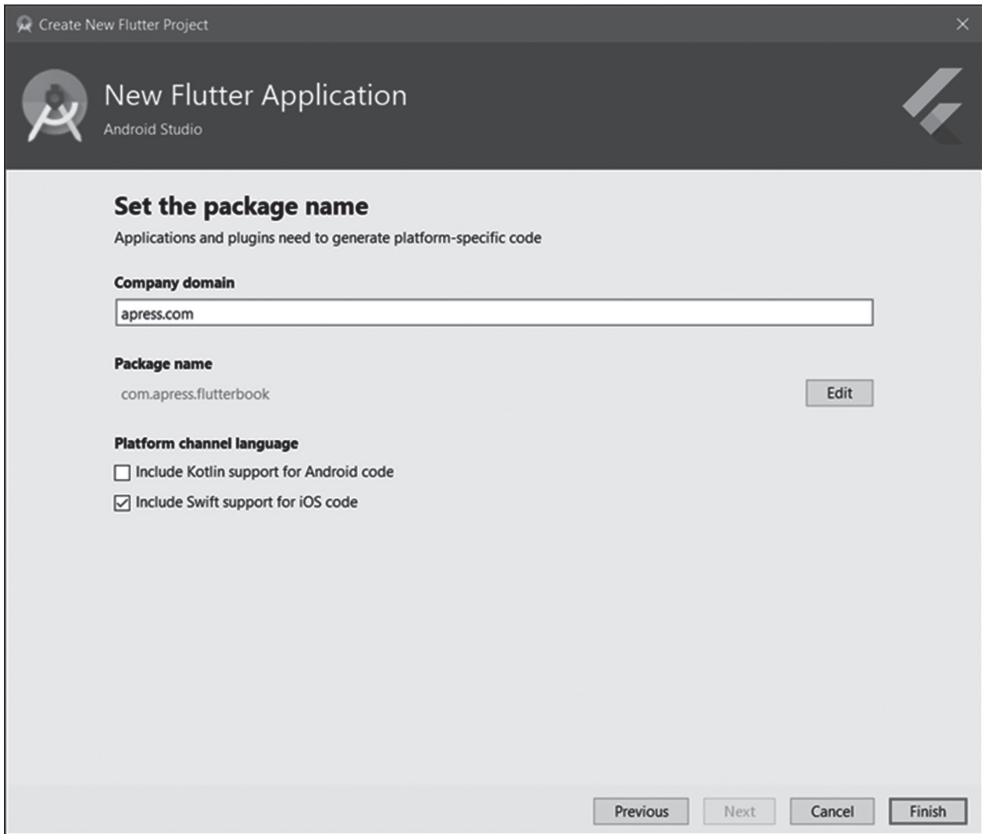 Create New Flutter Project
New Flutter Application
Android Studio
Set the package name
Applications and plugins need to generate platform-specific code
Company domain
apress.com
Package name
com.apress.flutterbook
Edit
Platform channel language
Include Kotlin support for Android code
Include Swift support for iOS code
Previous
Next
Cancel
Finish